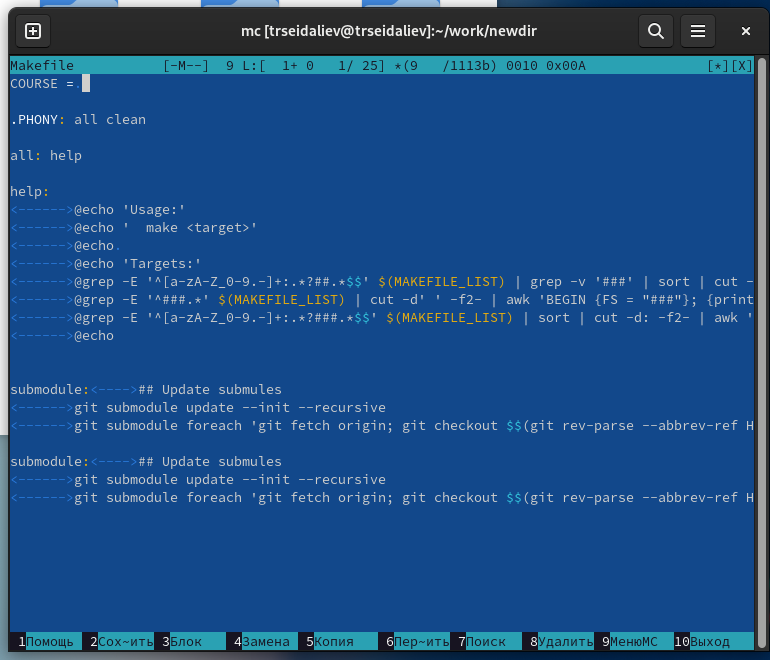 mc [trseidaliev@trseidaliev]:~/work/newdir
Makefile [-M--] 9 L:[ 1+ 0 1/ 25] *(9 /1113b) 0010 0x00A [*][X]
COURSE =.
.PHONY: all clean
all: help
help:
<------>@echo 'Usage:'
<------>@echo '  make <target>'
<------>@echo.
<------>@echo 'Targets:'
<------>@grep -E '^[a-zA-Z_0-9.-]+:.*?##.*$$' $(MAKEFILE_LIST) | grep -v '###' | sort | cut -
<------>@grep -E '^###.*' $(MAKEFILE_LIST) | cut -d' ' -f2- | awk 'BEGIN {FS = "###"}; {print
<------>@grep -E '^[a-zA-Z_0-9.-]+:.*?###.*$$' $(MAKEFILE_LIST) | sort | cut -d: -f2- | awk '
<------>@echo
submodule:<---->## Update submules
<------>git submodule update --init --recursive
<------>git submodule foreach 'git fetch origin; git checkout $$(git rev-parse --abbrev-ref H
submodule:<---->## Update submules
<------>git submodule update --init --recursive
<------>git submodule foreach 'git fetch origin; git checkout $$(git rev-parse --abbrev-ref H
1Помощь 2Сох~ить 3Блок 4Замена 5Копия 6Пер~ить 7Поиск 8Удалить 9МенюMC 10Выход